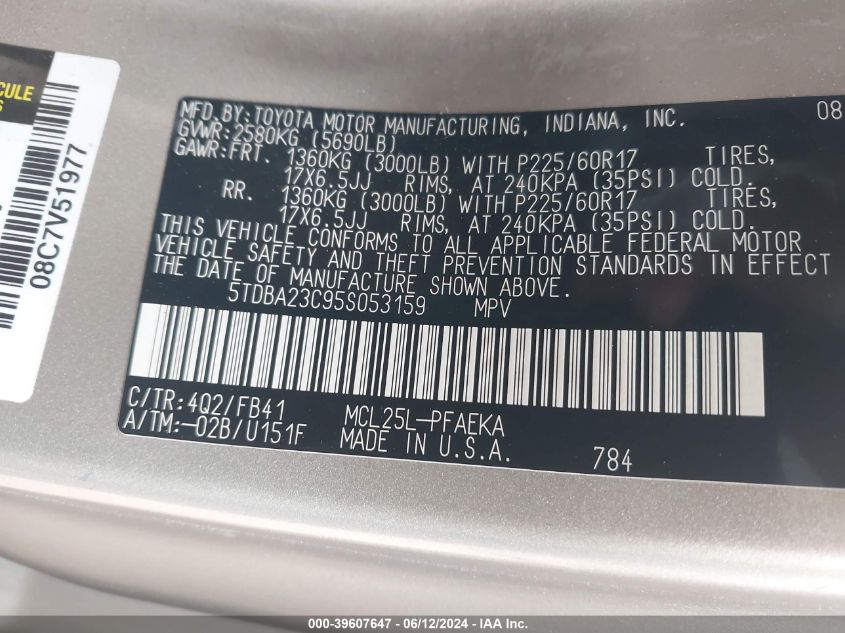 CULE
S
08C7V51977
MFD.BY:TOYOTA MOTOR MANUFACTURING, INDIANA, INC. 08
GVWR:2580KG (5690LB)
GAWR:FRT. 1360KG (3000LB) WITH P225/60R17 TIRES,
17X6.5JJ RIMS, AT 240KPA (35PSI) COLD.
RR. 1360KG (3000LB) WITH P225/60R17 TIRES,
17X6.5JJ RIMS, AT 240KPA (35PSI) COLD.
THIS VEHICLE CONFORMS TO ALL APPLICABLE FEDERAL MOTOR
VEHICLE SAFETY AND THEFT PREVENTION STANDARDS IN EFFECT
THE DATE OF MANUFACTURE SHOWN ABOVE.
5TDBA23C95S053159 MPV
C/TR:4Q2/FB41 MCL25L-PFAEKA
A/TM:-02B/U151F MADE IN U.S.A. 784
000-39607647 - 06/12/2024 - IAA Inc.